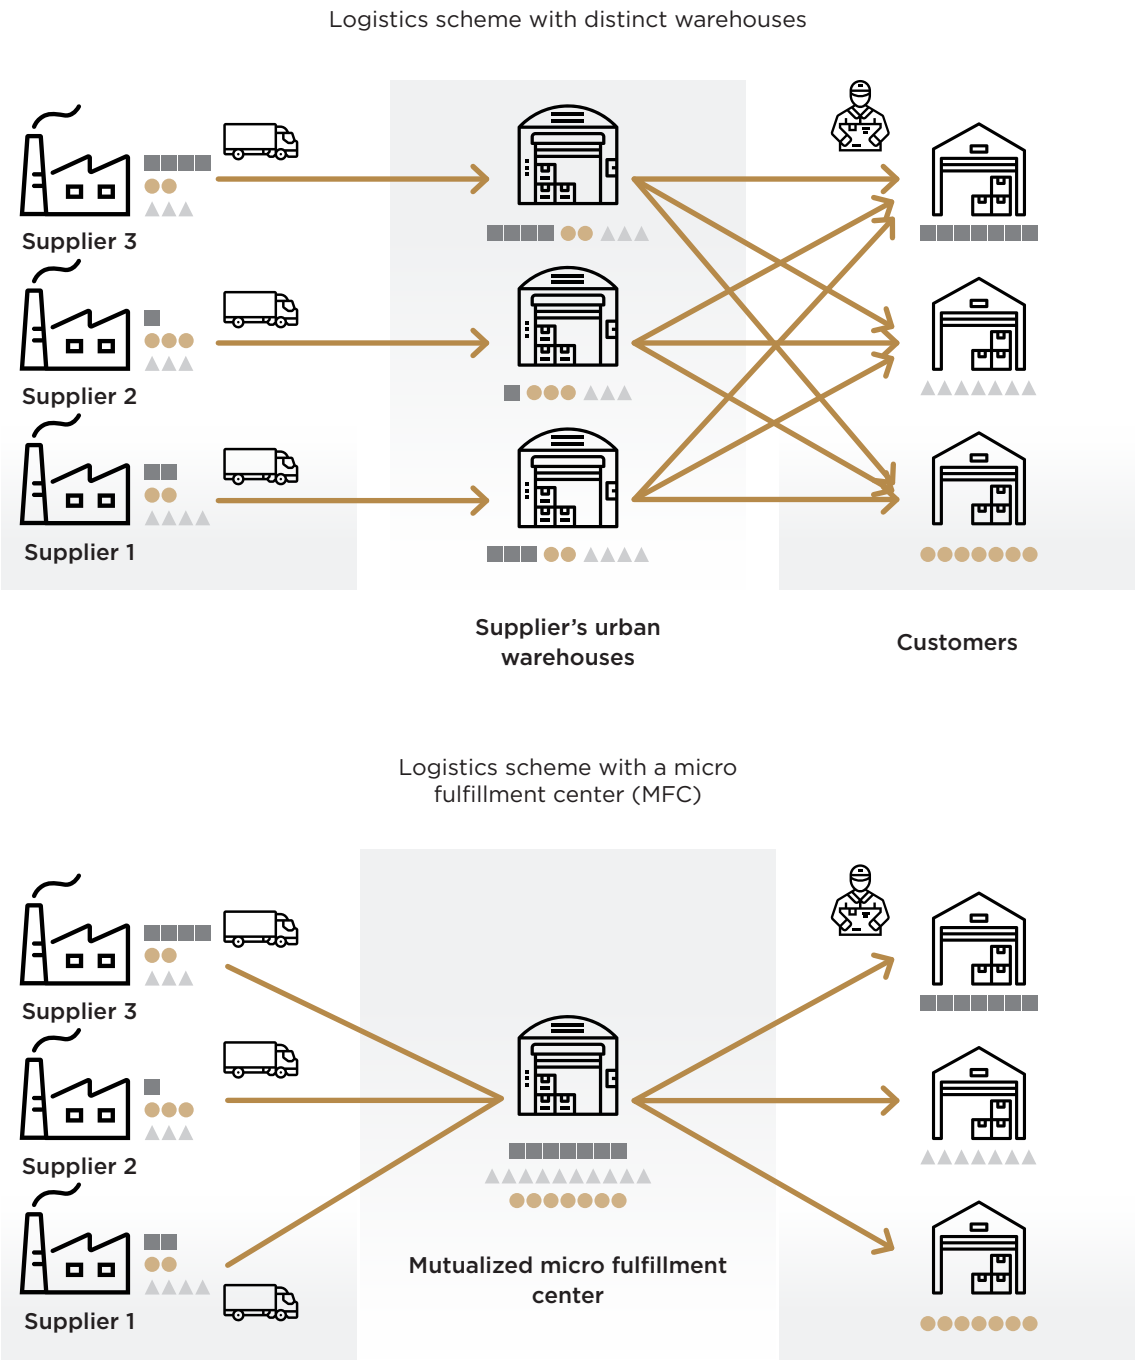 Logistics scheme with distinct warehouses
Supplier 3
Supplier 2
Supplier 1
Supplier’s urban
warehouses
Customers
Logistics scheme with a micro
fulfillment center (MFC)
Supplier 3
Supplier 2
Supplier 1
Mutualized micro fulfillment
center